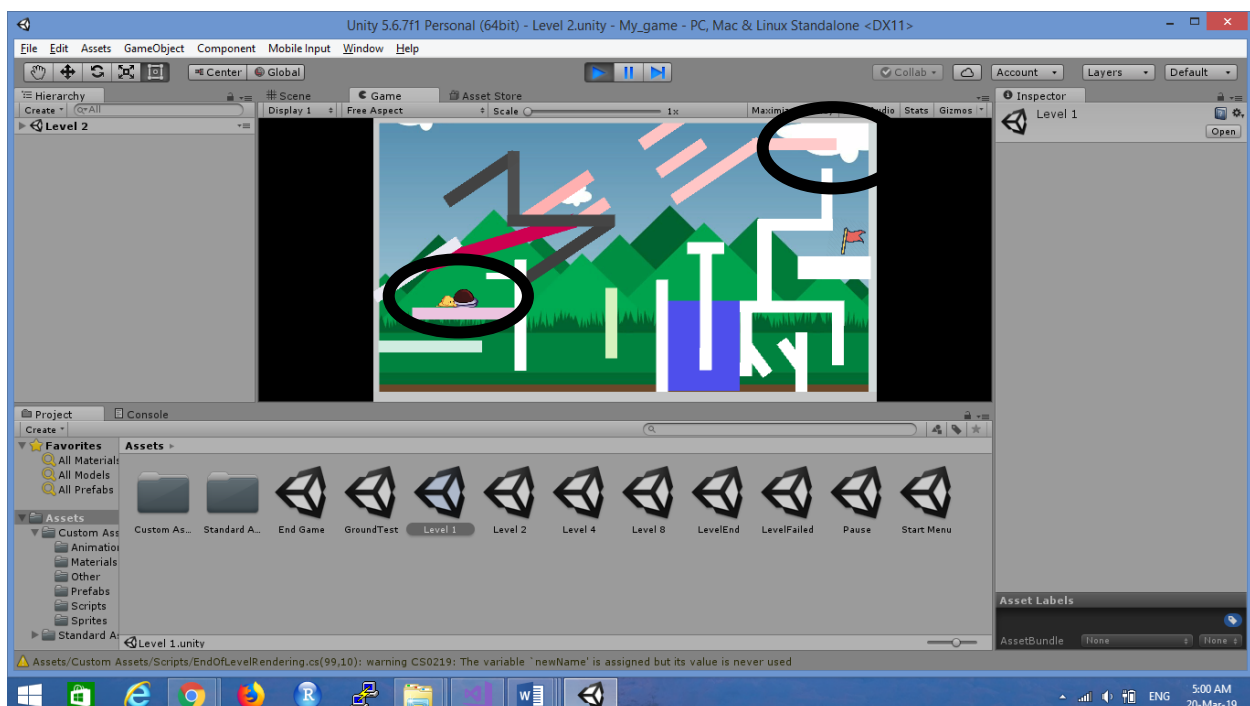 Unity 5.6.7f1 Personal (64bit) - Level 2.unity - My_game - PC, Mac & Linux Standalone <DX11>
File Edit Assets GameObject Component Mobile Input Window Help
Center Global Collab Account Layers Default
Hierarchy # Scene Game Asset Store Inspector
Create All Display 1 Free Aspect Scale 1x Stats Gizmos
Level 2 Level 1
Open
Project Console
Create
Favorites Assets
All Materials
All Models
All Prefabs
Assets
Custom As... Standard A... End Game GroundTest Level 1 Level 2 Level 4 Level 8 LevelEnd LevelFailed Pause Start Menu
Custom Ass
Animation
Materials
Other
Prefabs
Scripts
Sprites
Standard As
Level 1.unity
Asset Labels
AssetBundle None None
Assets/Custom Assets/Scripts/EndOfLevelRendering.cs(99,10): warning CS0219: The variable `newName' is assigned but its value is never used
ENG 5:00 AM
20-Mar-19